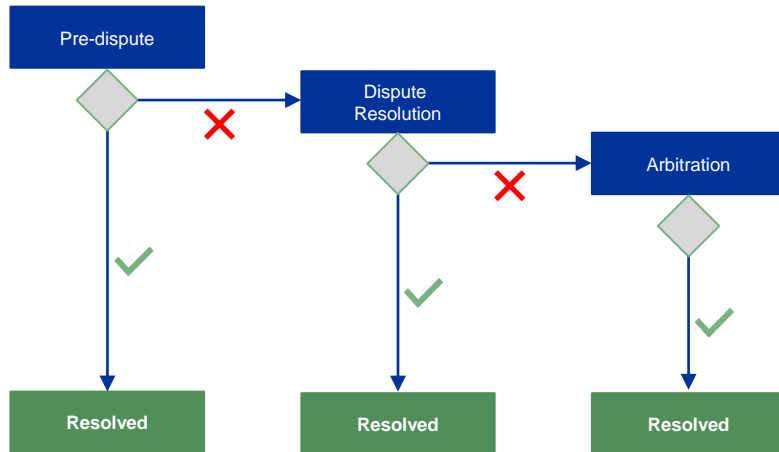 Pre-dispute
Dispute
Resolution
Arbitration
Resolved
Resolved
Resolved